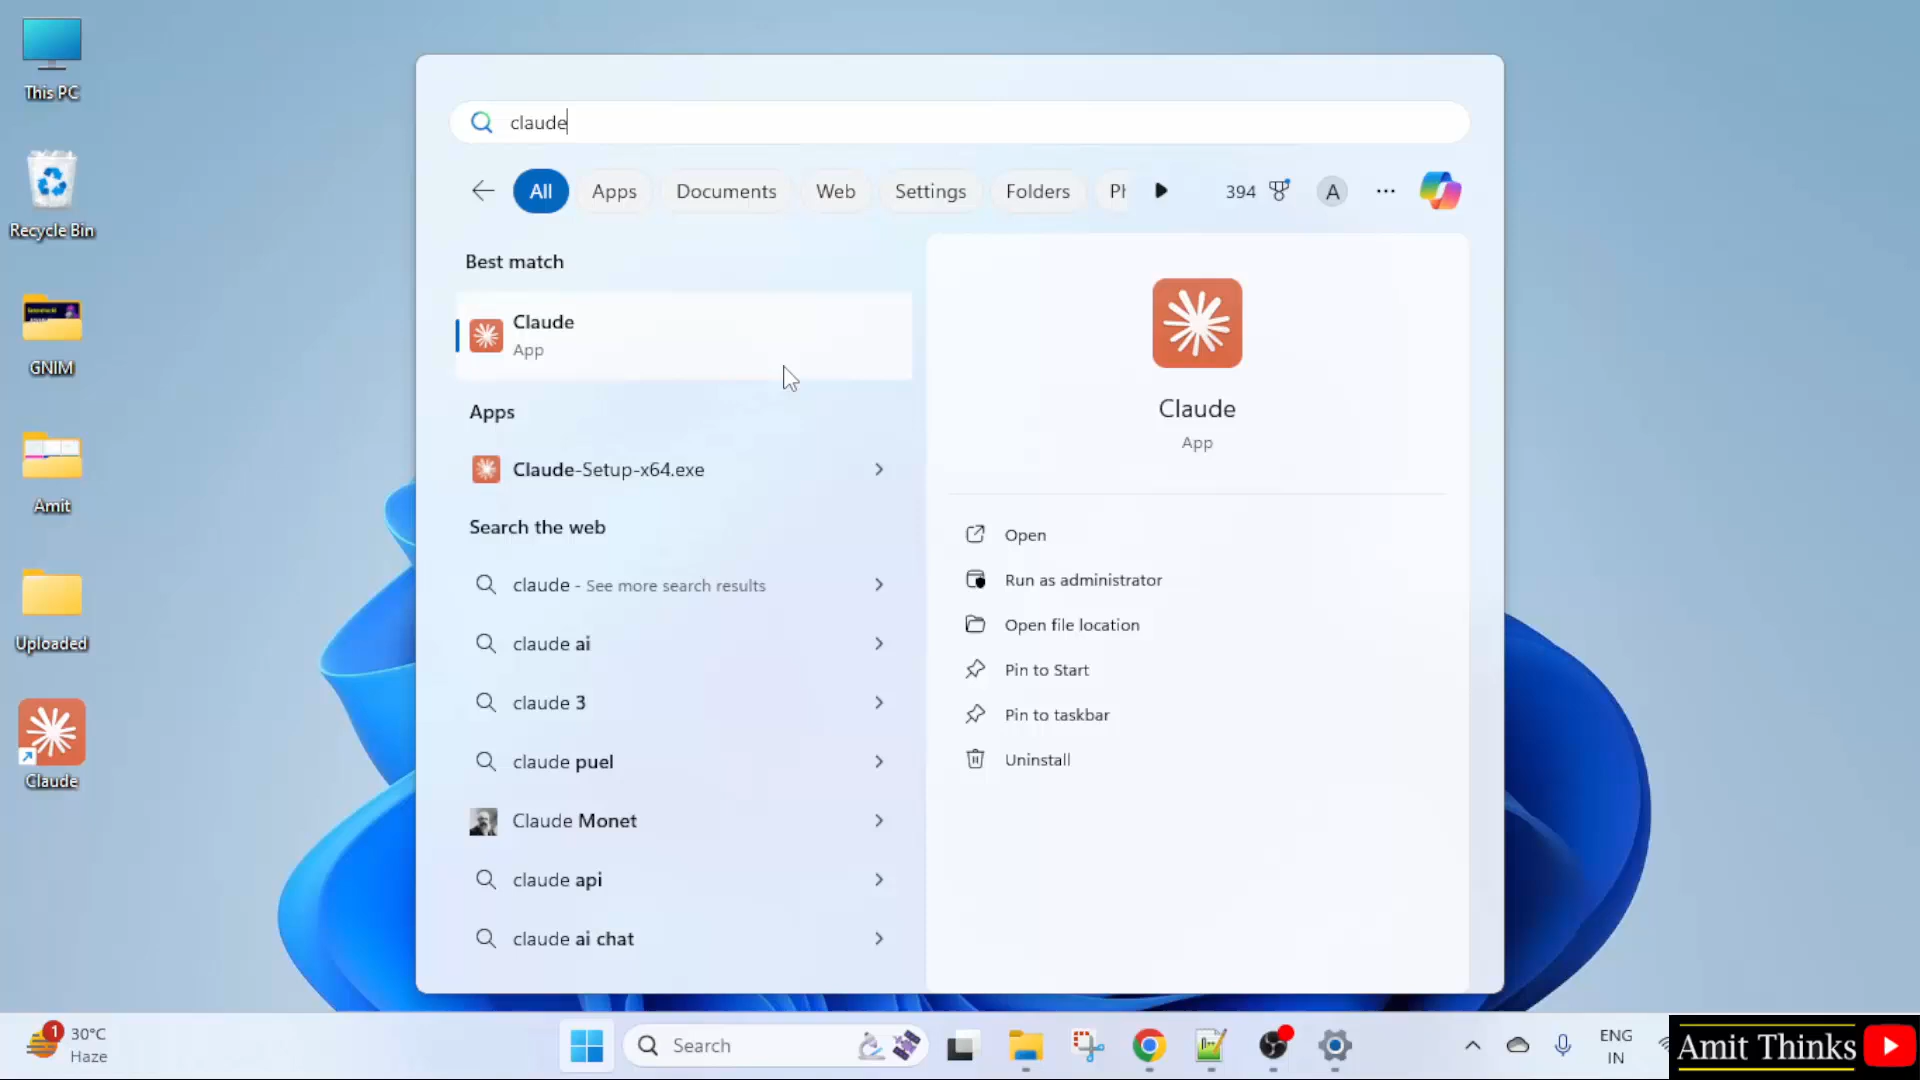 This PC
Recycle Bin
GNIM
Amit
Uploaded
Claude
claude
All
Apps
Documents
Web
Settings
Folders
Ph
394
A
Best match
Claude
App
Apps
Claude-Setup-x64.exe
Search the web
claude - See more search results
claude ai
claude 3
claude puel
Claude Monet
claude api
claude ai chat
Claude
App
Open
Run as administrator
Open file location
Pin to Start
Pin to taskbar
Uninstall
1
30°C
Haze
Search
ENG
IN
Amit Thinks